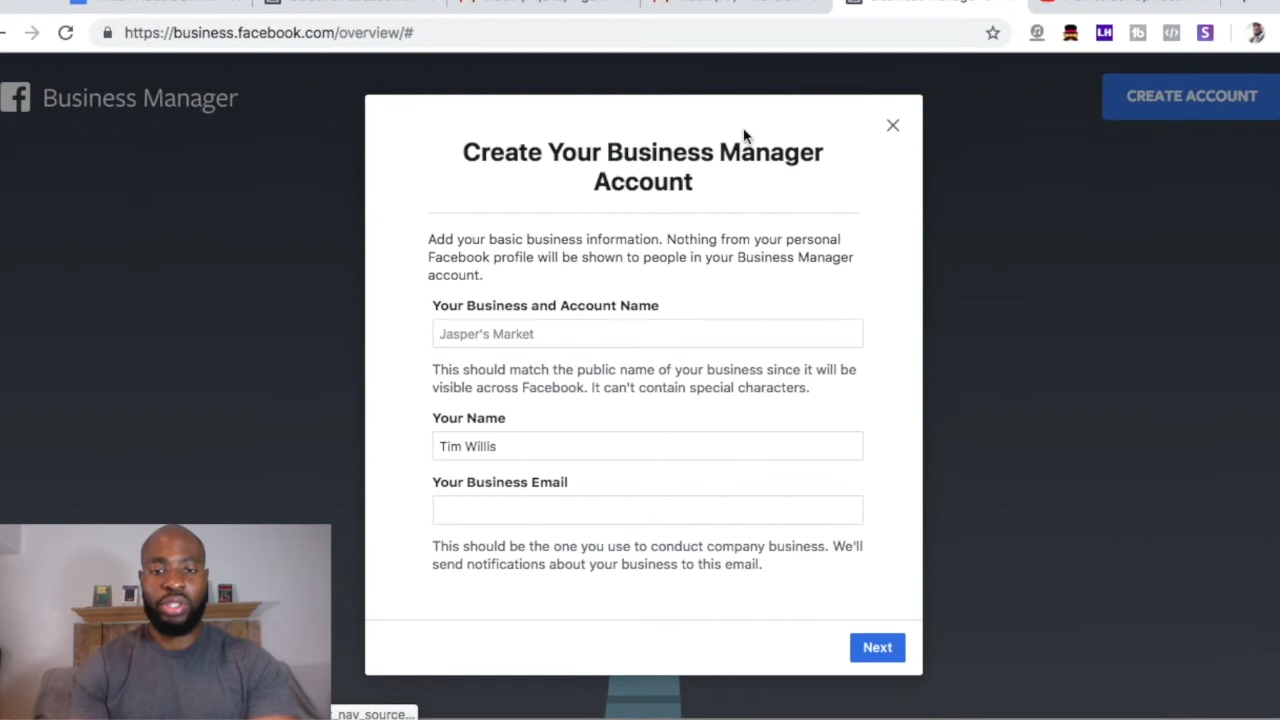 https://business.facebook.com/overview/#
LH
S
f Business Manager
CREATE ACCOUNT
Create Your Business Manager
Account
Add your basic business information. Nothing from your personal
Facebook profile will be shown to people in your Business Manager
account.
Your Business and Account Name
Jasper's Market
This should match the public name of your business since it will be
visible across Facebook. It can't contain special characters.
Your Name
Tim Willis
Your Business Email
This should be the one you use to conduct company business. We'll
send notifications about your business to this email.
Next
_nav_source...